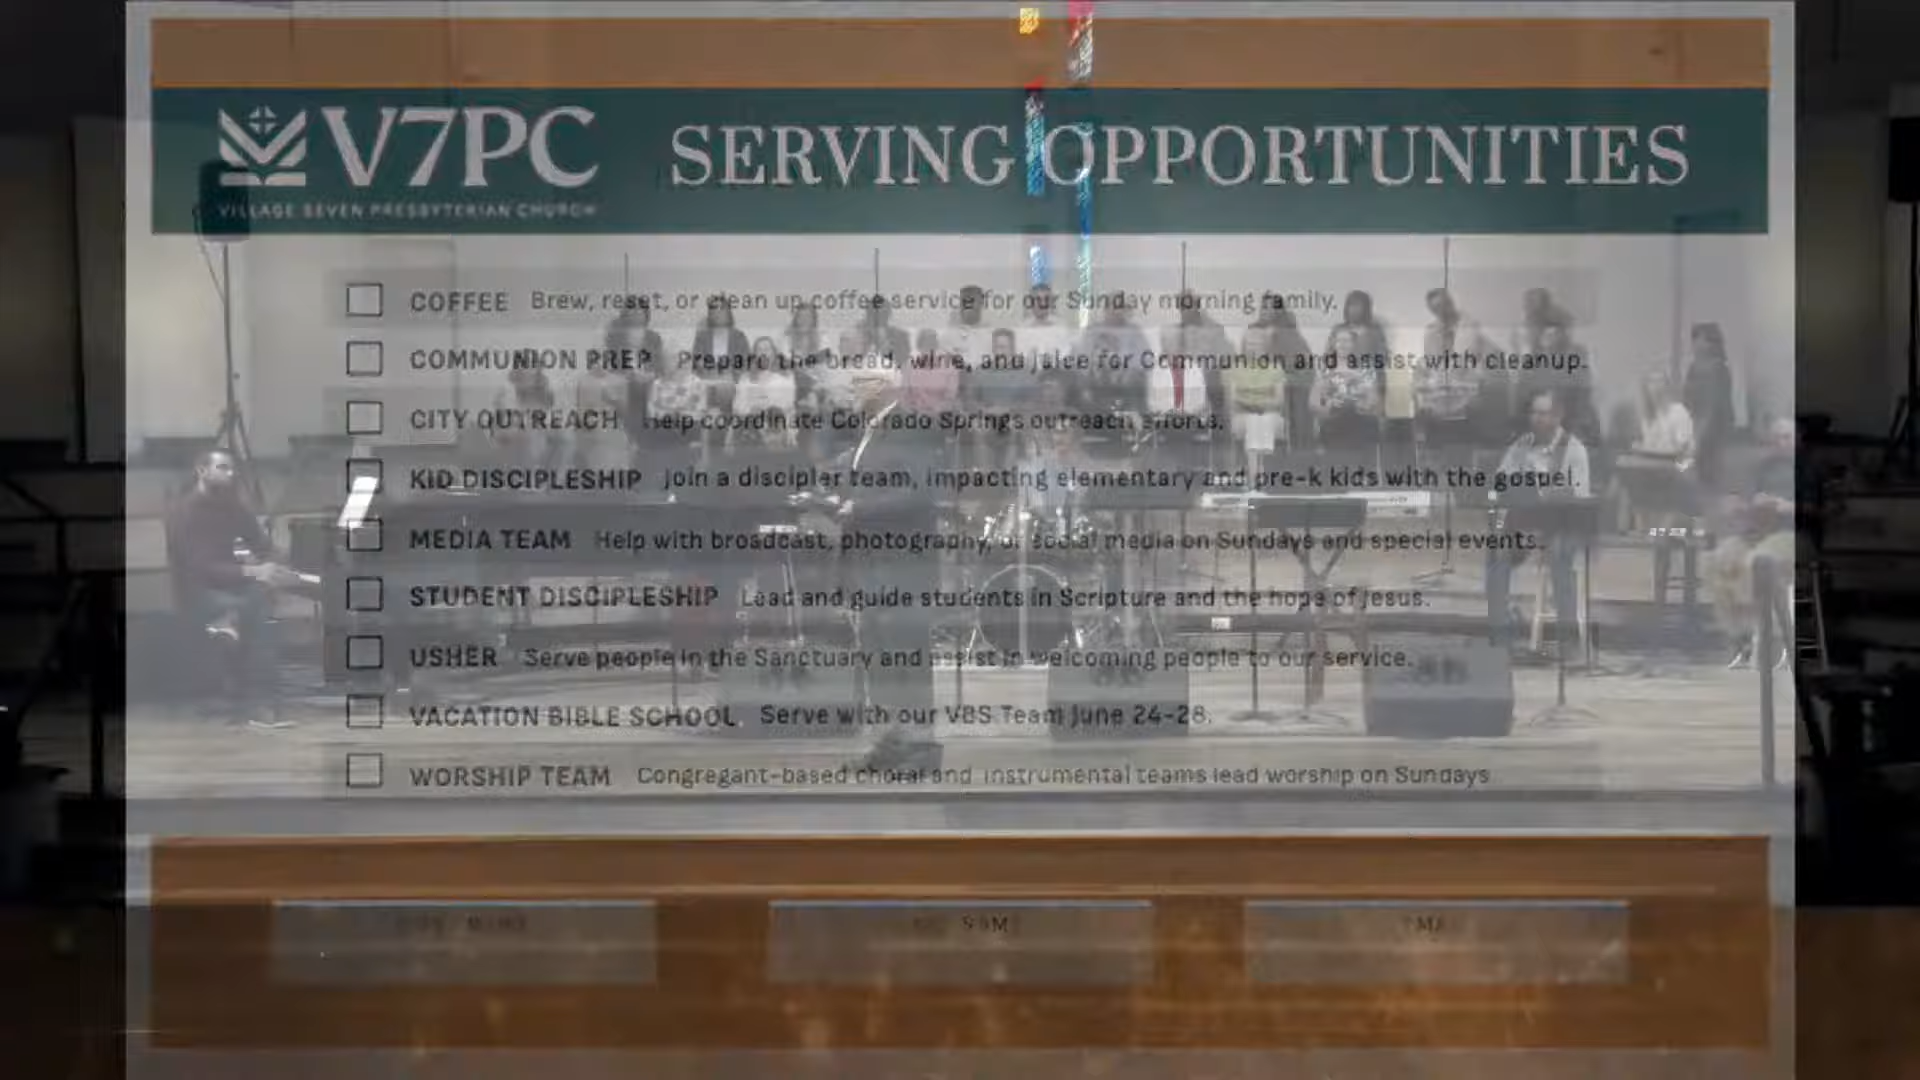 V7PC SERVING OPPORTUNITIES
VILLAGE SEVEN PRESBYTERIAN CHURCH
COFFEE Brew, reset, or clean up coffee service for our Sunday morning family.
COMMUNION PREP Prepare the bread, wine, and juice for Communion and assist with cleanup.
CITY OUTREACH Help coordinate Colorado Springs outreach efforts.
KID DISCIPLESHIP Join a discipler team, impacting elementary and pre-k kids with the gospel.
MEDIA TEAM Help with broadcast, photography, or social media on Sundays and special events.
STUDENT DISCIPLESHIP Lead and guide students in Scripture and the hope of Jesus.
USHER Serve people in the Sanctuary and assist in welcoming people to our service.
VACATION BIBLE SCHOOL. Serve with our VBS Team June 24-28.
WORSHIP TEAM Congregant-based choral and instrumental teams lead worship on Sundays